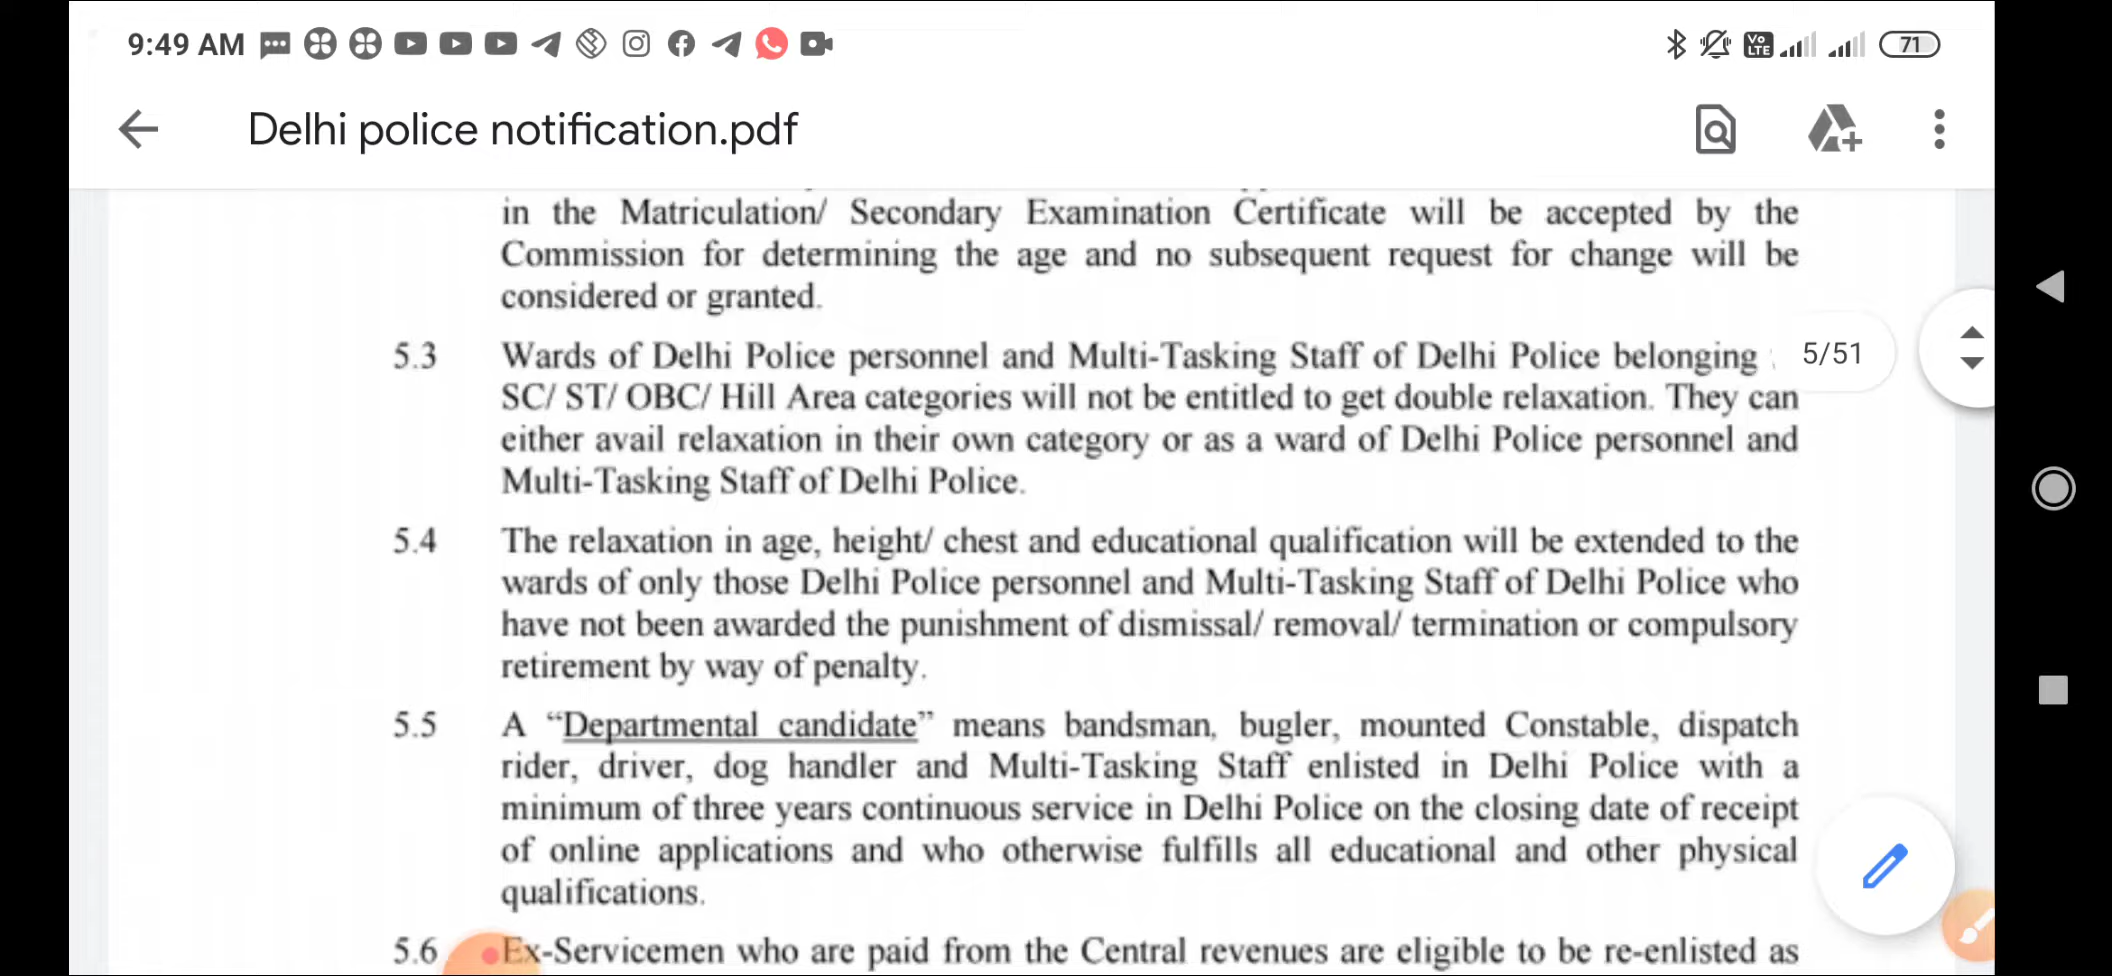 9:49 AM
Vo
LTE
71
Delhi police notification.pdf
in the Matriculation/ Secondary Examination Certificate will be accepted by the
Commission for determining the age and no subsequent request for change will be
considered or granted.
5.3 Wards of Delhi Police personnel and Multi-Tasking Staff of Delhi Police belonging
5/51
SC/ ST/ OBC/ Hill Area categories will not be entitled to get double relaxation. They can
either avail relaxation in their own category or as a ward of Delhi Police personnel and
Multi-Tasking Staff of Delhi Police.
5.4 The relaxation in age, height/ chest and educational qualification will be extended to the
wards of only those Delhi Police personnel and Multi-Tasking Staff of Delhi Police who
have not been awarded the punishment of dismissal/ removal/ termination or compulsory
retirement by way of penalty.
5.5 A “Departmental candidate” means bandsman, bugler, mounted Constable, dispatch
rider, driver, dog handler and Multi-Tasking Staff enlisted in Delhi Police with a
minimum of three years continuous service in Delhi Police on the closing date of receipt
of online applications and who otherwise fulfills all educational and other physical
qualifications.
5.6 Ex-Servicemen who are paid from the Central revenues are eligible to be re-enlisted as